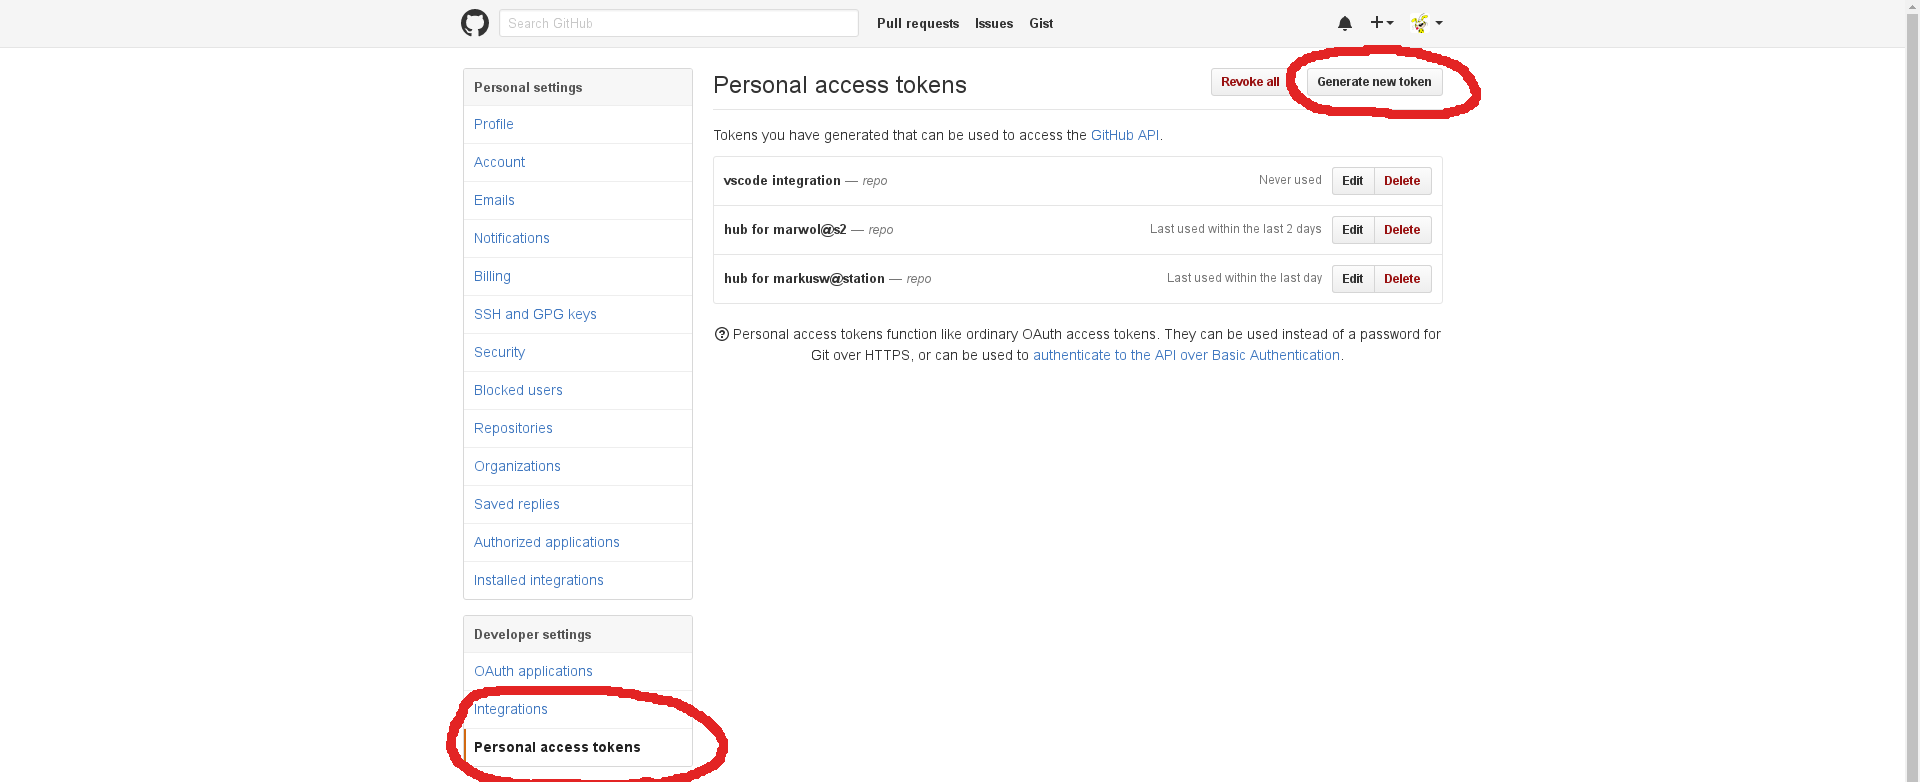 Search GitHub
Pull requests Issues Gist
Personal settings
Profile
Account
Emails
Notifications
Billing
SSH and GPG keys
Security
Blocked users
Repositories
Organizations
Saved replies
Authorized applications
Installed integrations
Developer settings
OAuth applications
Integrations
Personal access tokens
Personal access tokens
Revoke all Generate new token
Tokens you have generated that can be used to access the GitHub API.
vscode integration — repo Never used Edit Delete
hub for marwol@s2 — repo Last used within the last 2 days Edit Delete
hub for markusw@station — repo Last used within the last day Edit Delete
Personal access tokens function like ordinary OAuth access tokens. They can be used instead of a password for
Git over HTTPS, or can be used to authenticate to the API over Basic Authentication.